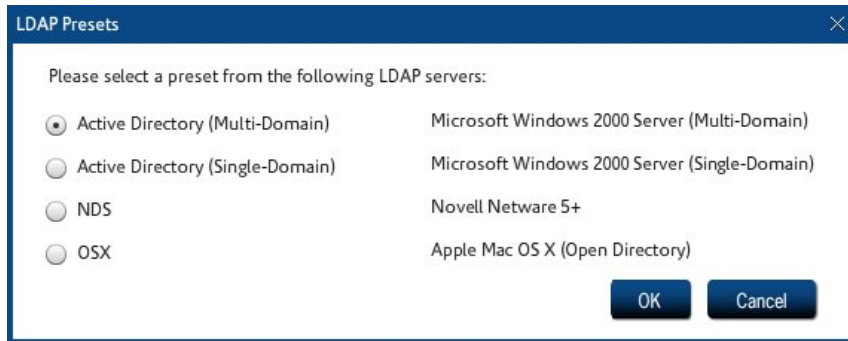 LDAP Presets
Please select a preset from the following LDAP servers:
Active Directory (Multi-Domain) Microsoft Windows 2000 Server (Multi-Domain)
Active Directory (Single-Domain) Microsoft Windows 2000 Server (Single-Domain)
NDS Novell Netware 5+
OSX Apple Mac OS X (Open Directory)
OK Cancel